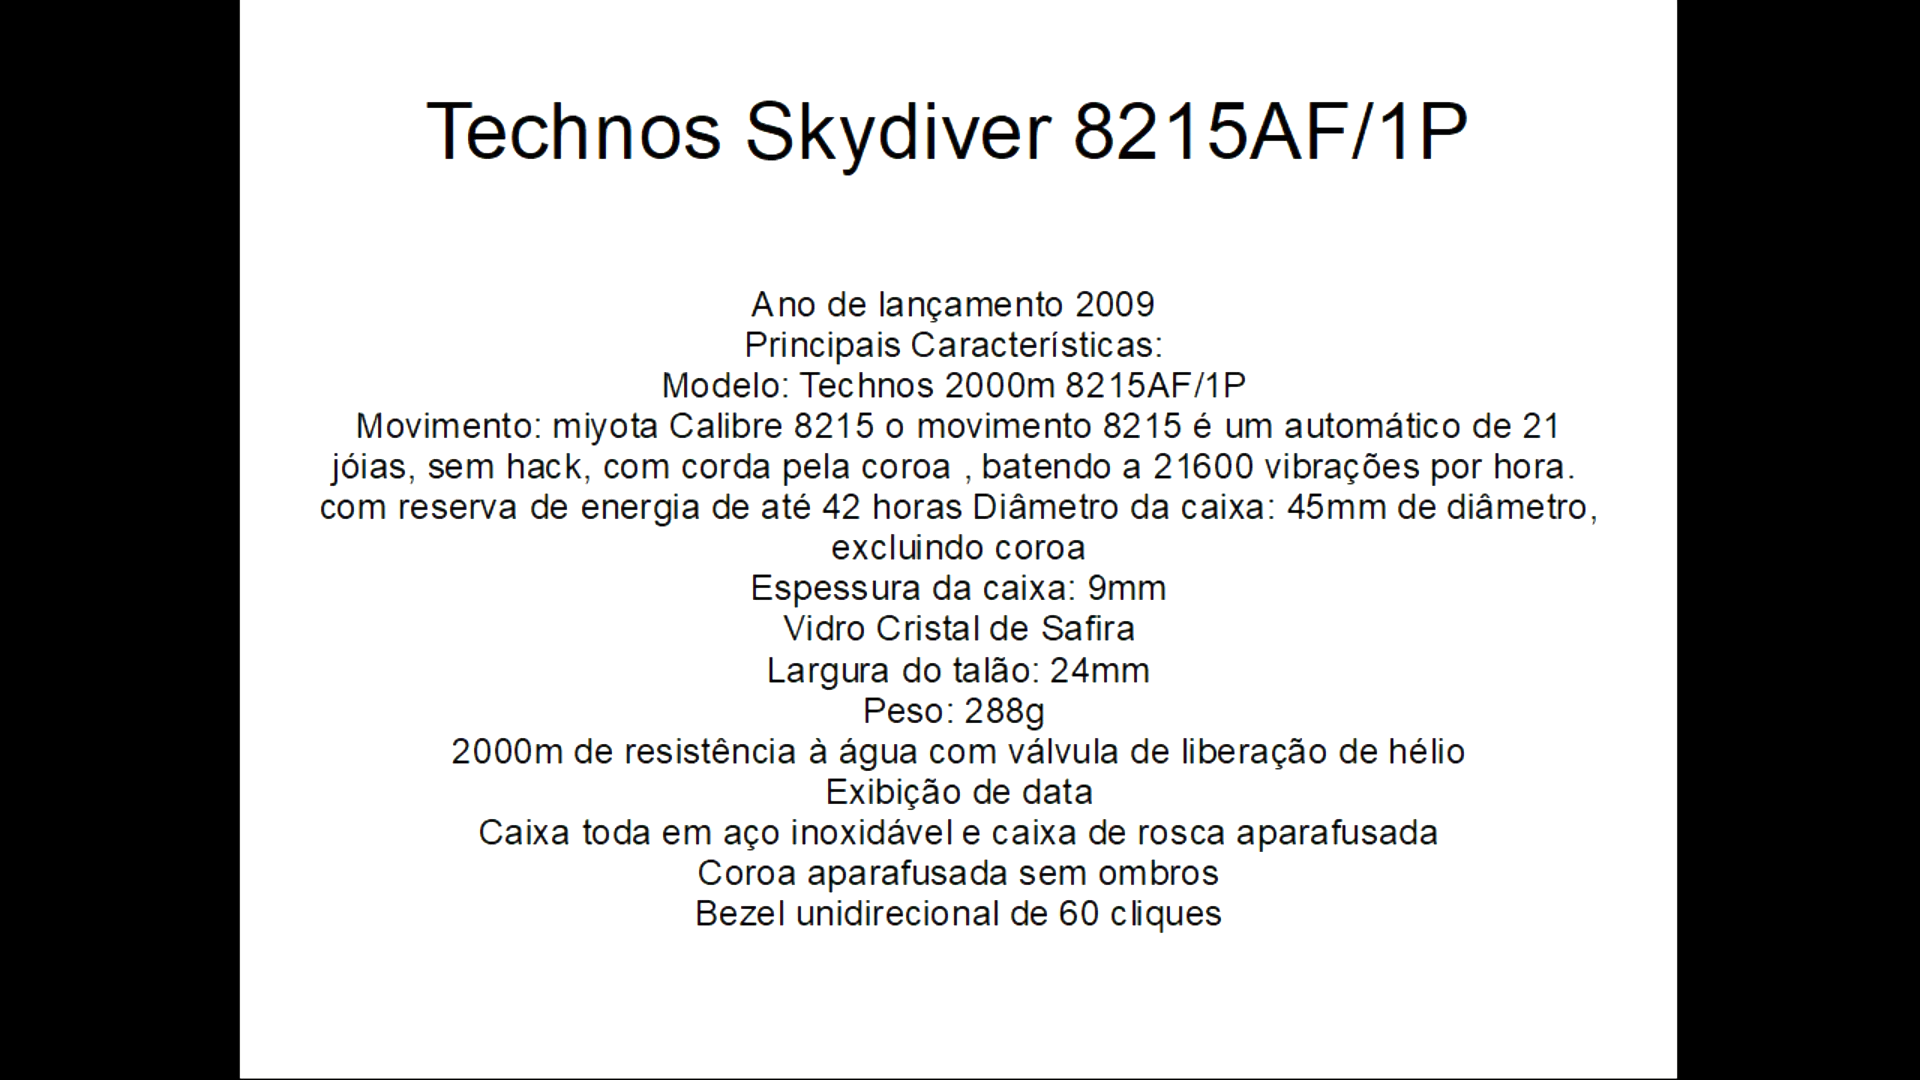 Technos Skydiver 8215AF/1P
Ano de lançamento 2009
Principais Características:
Modelo: Technos 2000m 8215AF/1P
Movimento: miyota Calibre 8215 o movimento 8215 é um automático de 21
jóias, sem hack, com corda pela coroa , batendo a 21600 vibrações por hora.
com reserva de energia de até 42 horas Diâmetro da caixa: 45mm de diâmetro,
excluindo coroa
Espessura da caixa: 9mm
Vidro Cristal de Safira
Largura do talão: 24mm
Peso: 288g
2000m de resistência à água com válvula de liberação de hélio
Exibição de data
Caixa toda em aço inoxidável e caixa de rosca aparafusada
Coroa aparafusada sem ombros
Bezel unidirecional de 60 cliques